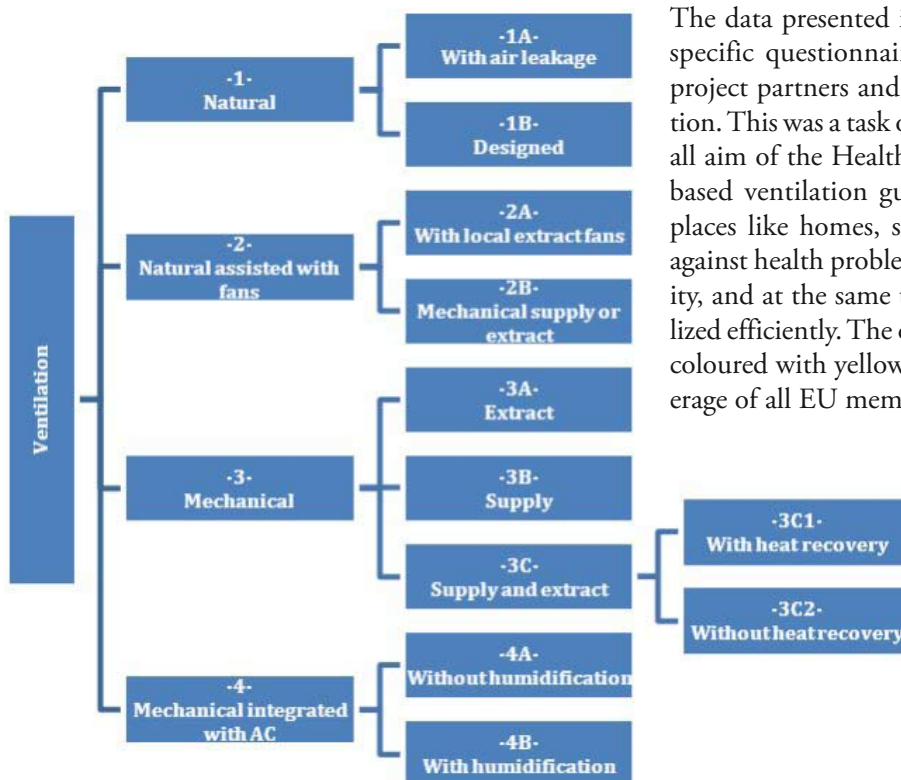 Ventilation
-1-
Natural
-1A-
With air leakage
-1B-
Designed
-2-
Natural assisted with
fans
-2A-
With local extract fans
-2B-
Mechanical supply or
extract
-3-
Mechanical
-3A-
Extract
-3B-
Supply
-3C-
Supply and extract
-3C1-
With heat recovery
-3C2-
Without heat recovery
-4-
Mechanical integrated
with AC
-4A-
Without humidification
-4B-
With humidification
The data presented
specific questionnai
project partners and
tion. This was a task
all aim of the Health
based ventilation gu
places like homes, s
against health proble
ity, and at the same
lized efficiently. The
coloured with yellow
erage of all EU mem